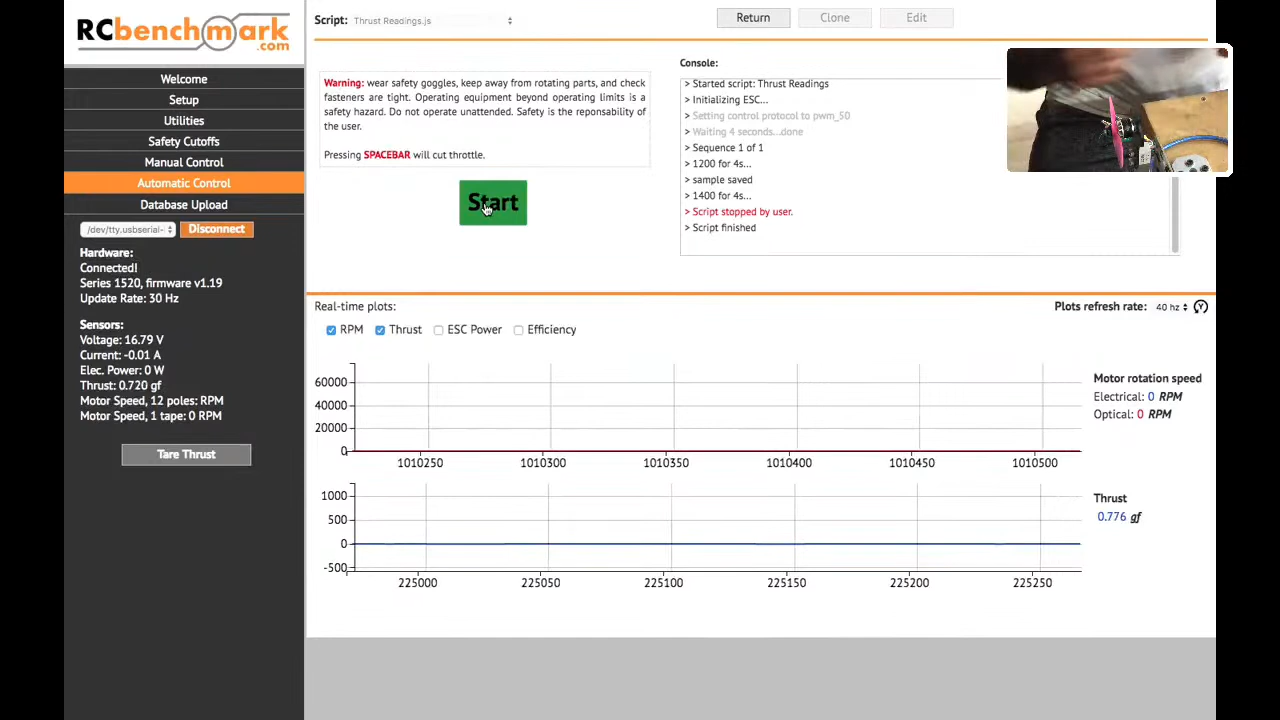 RCbenchmark
.com
Welcome
Setup
Utilities
Safety Cutoffs
Manual Control
Automatic Control
Database Upload
/dev/tty.usbserial- Disconnect
Hardware:
Connected!
Series 1520, firmware v1.19
Update Rate: 30 Hz
Sensors:
Voltage: 16.79 V
Current: -0.01 A
Elec. Power: 0 W
Thrust: 0.720 gf
Motor Speed, 12 poles: RPM
Motor Speed, 1 tape: 0 RPM
Tare Thrust
Script: Thrust Readings.js
Return Clone Edit
Warning: wear safety goggles, keep away from rotating parts, and check
fasteners are tight. Operating equipment beyond operating limits is a
safety hazard. Do not operate unattended. Safety is the reponsability of
the user.
Pressing SPACEBAR will cut throttle.
Start
Console:
> Started script: Thrust Readings
> Initializing ESC...
> Setting control protocol to pwm_50
> Waiting 4 seconds...done
> Sequence 1 of 1
> 1200 for 4s...
> sample saved
> 1400 for 4s...
> Script stopped by user.
> Script finished
Real-time plots:
Plots refresh rate: 40 hz Y
RPM Thrust ESC Power Efficiency
60000
40000
20000
0
1010250 1010300 1010350 1010400 1010450 1010500
Motor rotation speed
Electrical: 0 RPM
Optical: 0 RPM
1000
500
0
-500
225000 225050 225100 225150 225200 225250
Thrust
0.776 gf